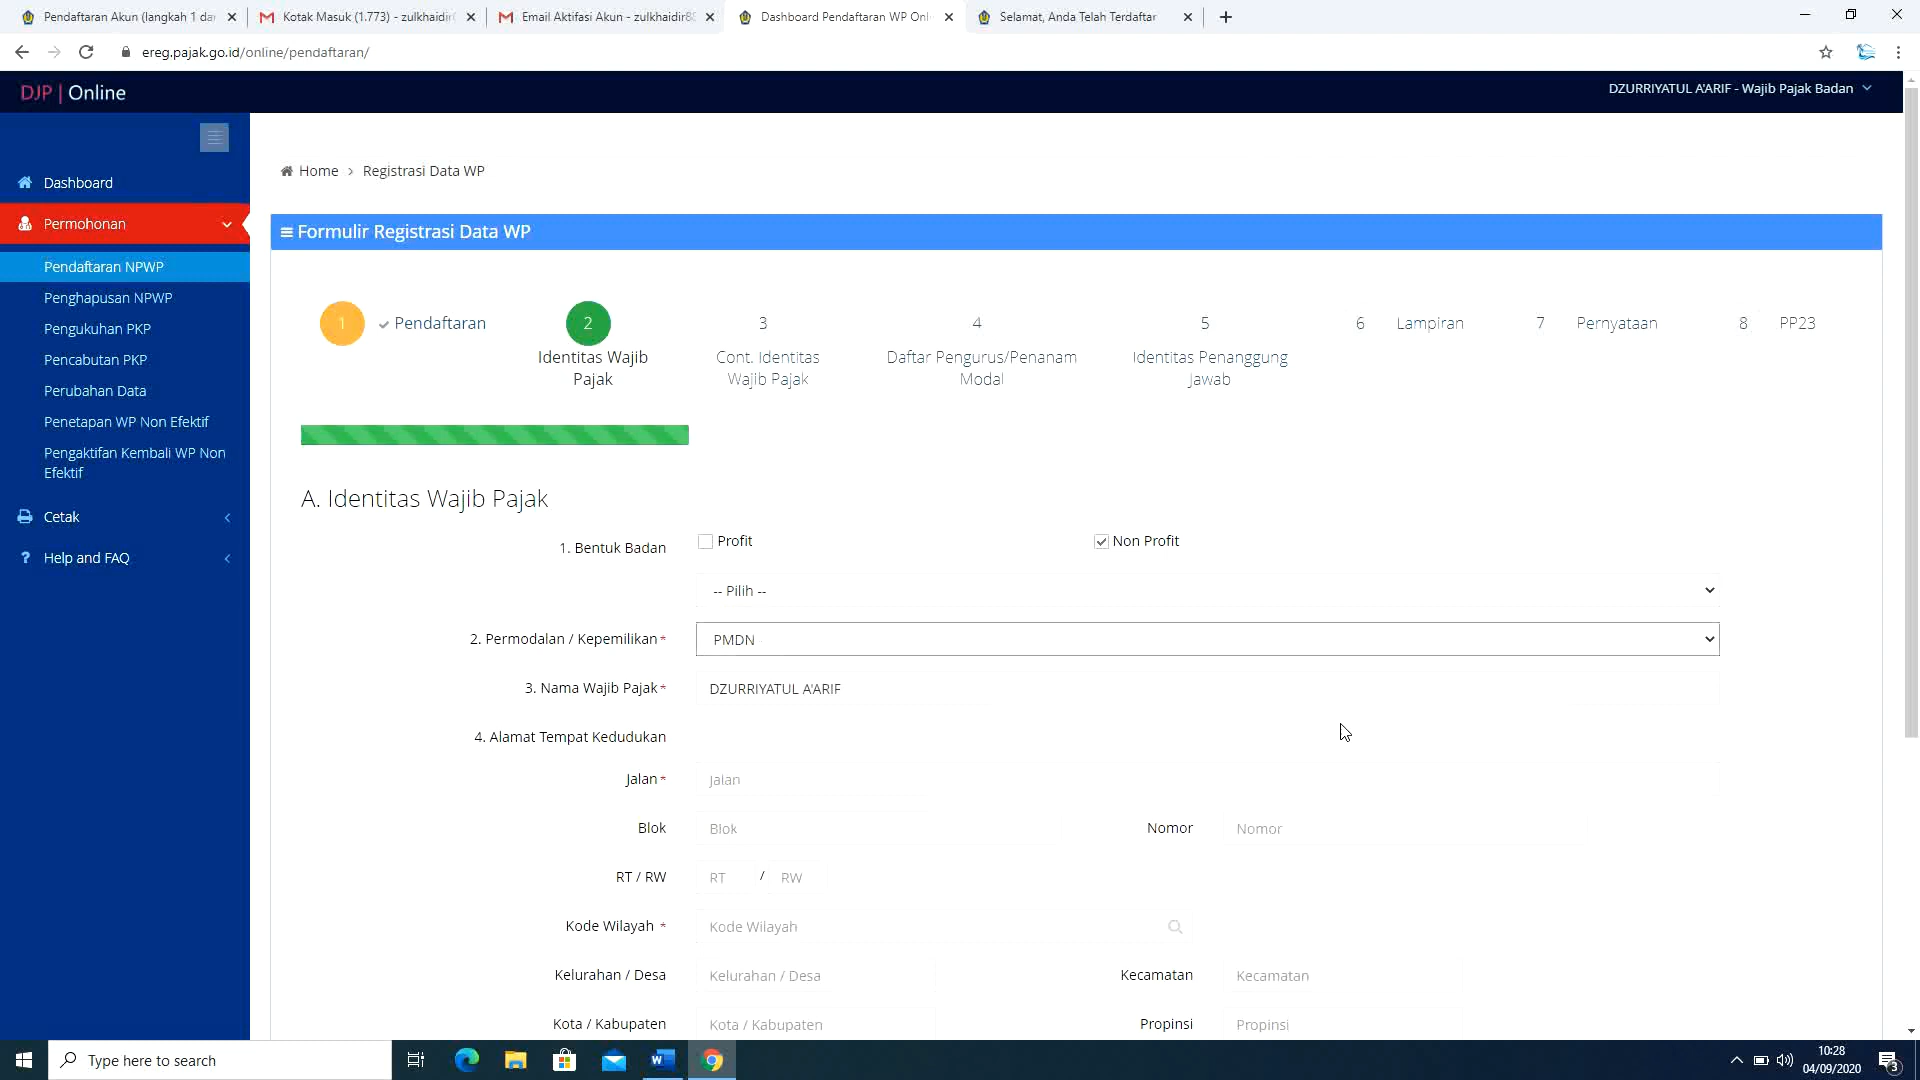 Pendaftaran Akun (langkah 1 da
Kotak Masuk (1.773) - zulkhaidir
Email Aktifasi Akun - zulkhaidir8
Dashboard Pendaftaran WP Onl
Selamat, Anda Telah Terdaftar
ereg.pajak.go.id/online/pendaftaran/
DJP | Online
DZURRIYATUL A'ARIF - Wajib Pajak Badan
Dashboard
Permohonan
Pendaftaran NPWP
Penghapusan NPWP
Pengukuhan PKP
Pencabutan PKP
Perubahan Data
Penetapan WP Non Efektif
Pengaktifan Kembali WP Non
Efektif
Cetak
? Help and FAQ
Home > Registrasi Data WP
Formulir Registrasi Data WP
1 Pendaftaran
2
Identitas Wajib
Pajak
3
Cont. Identitas
Wajib Pajak
4
Daftar Pengurus/Penanam
Modal
5
Identitas Penanggung
Jawab
6 Lampiran
7 Pernyataan
8 PP23
A. Identitas Wajib Pajak
1. Bentuk Badan Profit Non Profit
-- Pilih --
2. Permodalan / Kepemilikan * PMDN
3. Nama Wajib Pajak * DZURRIYATUL A'ARIF
4. Alamat Tempat Kedudukan
Jalan * Jalan
Blok Blok Nomor Nomor
RT / RW RT / RW
Kode Wilayah * Kode Wilayah
Kelurahan / Desa Kelurahan / Desa Kecamatan Kecamatan
Kota / Kabupaten Kota / Kabupaten Propinsi Propinsi
Type here to search
10:28
04/09/2020
3